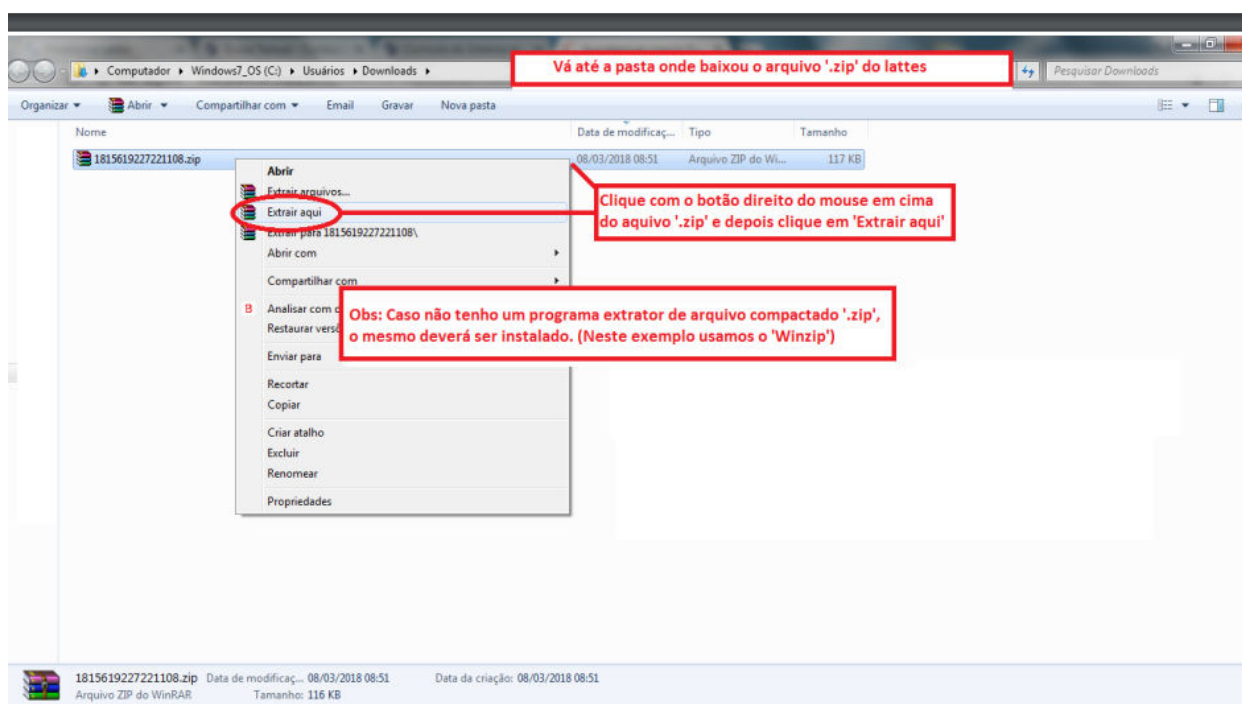 Vá até a pasta onde baixou o arquivo '.zip' do lattes
Computador Windows7_OS (C:) Usuários Downloads
Pesquisar Downloads
Organizar Abrir Compartilhar com Email Gravar Nova pasta
Nome Data de modificaç... Tipo Tamanho
1815619227221108.zip 08/03/2018 08:51 Arquivo ZIP do Wi... 117 KB
Abrir
Extrair arquivos...
Extrair aqui
Extrair para 1815619227221108\
Abrir com
Compartilhar com
B Analisar com
Restaurar vers
Enviar para
Recortar
Copiar
Criar atalho
Excluir
Renomear
Propriedades
Clique com o botão direito do mouse em cima
do aquivo '.zip' e depois clique em 'Extrair aqui'
Obs: Caso não tenho um programa extrator de arquivo compactado '.zip',
o mesmo deverá ser instalado. (Neste exemplo usamos o 'Winzip')
1815619227221108.zip Data de modificaç... 08/03/2018 08:51 Data da criação: 08/03/2018 08:51
Arquivo ZIP do WinRAR Tamanho: 116 KB